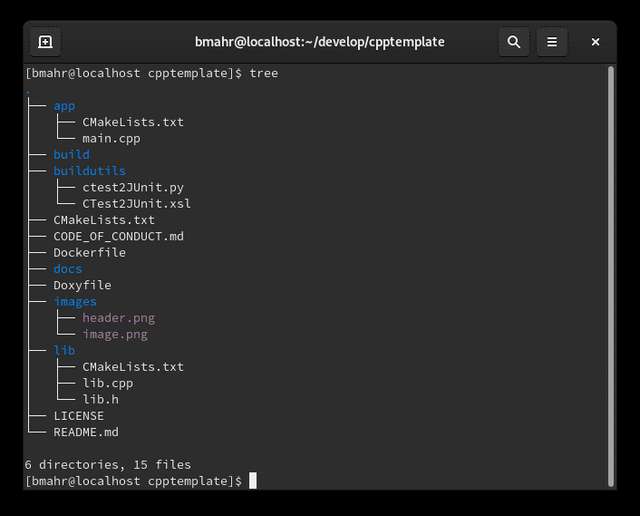 bmahr@localhost:~/develop/cpptemplate
[bmahr@localhost cpptemplate]$ tree
.
├── app
│   ├── CMakeLists.txt
│   └── main.cpp
├── build
├── buildutils
│   ├── ctest2JUnit.py
│   └── CTest2JUnit.xsl
├── CMakeLists.txt
├── CODE_OF_CONDUCT.md
├── Dockerfile
├── docs
├── Doxyfile
├── images
│   ├── header.png
│   └── image.png
├── lib
│   ├── CMakeLists.txt
│   ├── lib.cpp
│   └── lib.h
├── LICENSE
└── README.md
6 directories, 15 files
[bmahr@localhost cpptemplate]$